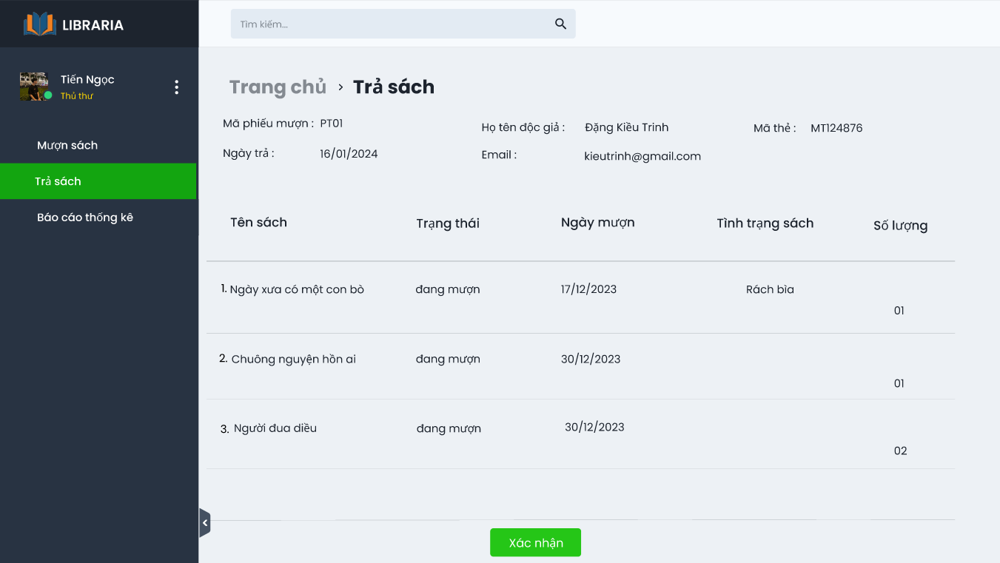 LIBRARIA
Tìm kiếm...
Tiến Ngọc
Thủ thư
Mượn sách
Trả sách
Báo cáo thống kê
Trang chủ › Trả sách
Mã phiếu mượn : PT01
Họ tên độc giả : Đặng Kiều Trinh
Mã thẻ : MT124876
Ngày trả : 16/01/2024
Email : kieutrinh@gmail.com
Tên sách Trạng thái Ngày mượn Tình trạng sách Số lượng
1. Ngày xưa có một con bò đang mượn 17/12/2023 Rách bìa
01
2. Chuông nguyện hồn ai đang mượn 30/12/2023
01
3. Người đua diều đang mượn 30/12/2023
02
Xác nhận